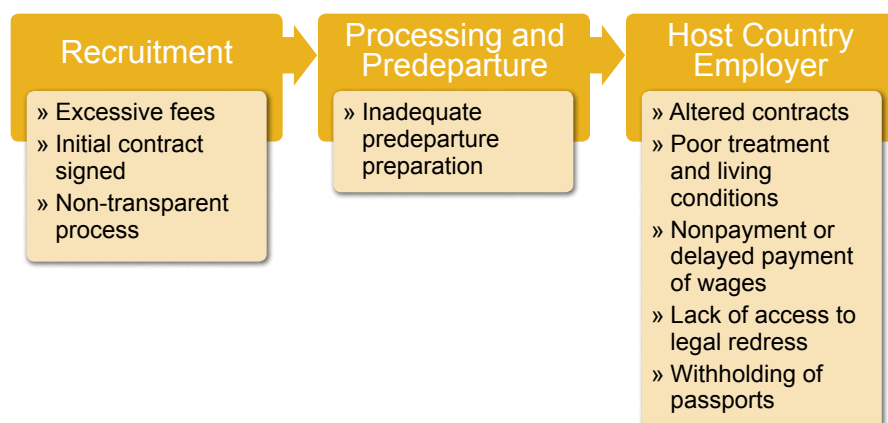 Recruitment
» Excessive fees
» Initial contract
signed
» Non-transparent
process
Processing and
Predeparture
» Inadequate
predeparture
preparation
Host Country
Employer
» Altered contracts
» Poor treatment
and living
conditions
» Nonpayment or
delayed payment
of wages
» Lack of access to
legal redress
» Withholding of
passports